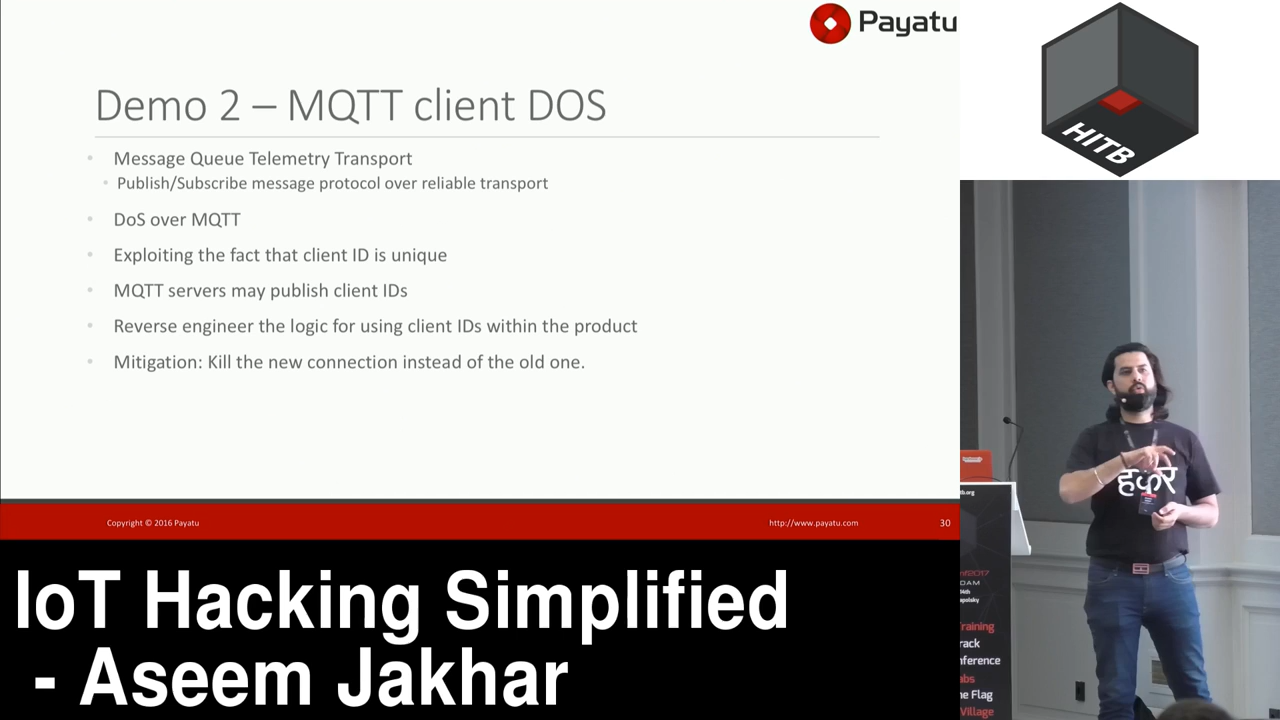 Payatu
Demo 2 – MQTT client DOS
• Message Queue Telemetry Transport
• Publish/Subscribe message protocol over reliable transport
• DoS over MQTT
• Exploiting the fact that client ID is unique
• MQTT servers may publish client IDs
• Reverse engineer the logic for using client IDs within the product
• Mitigation: Kill the new connection instead of the old one.
Copyright © 2016 Payatu
http://www.payatu.com
30
IoT Hacking Simplified
- Aseem Jakhar
HITB
हकर